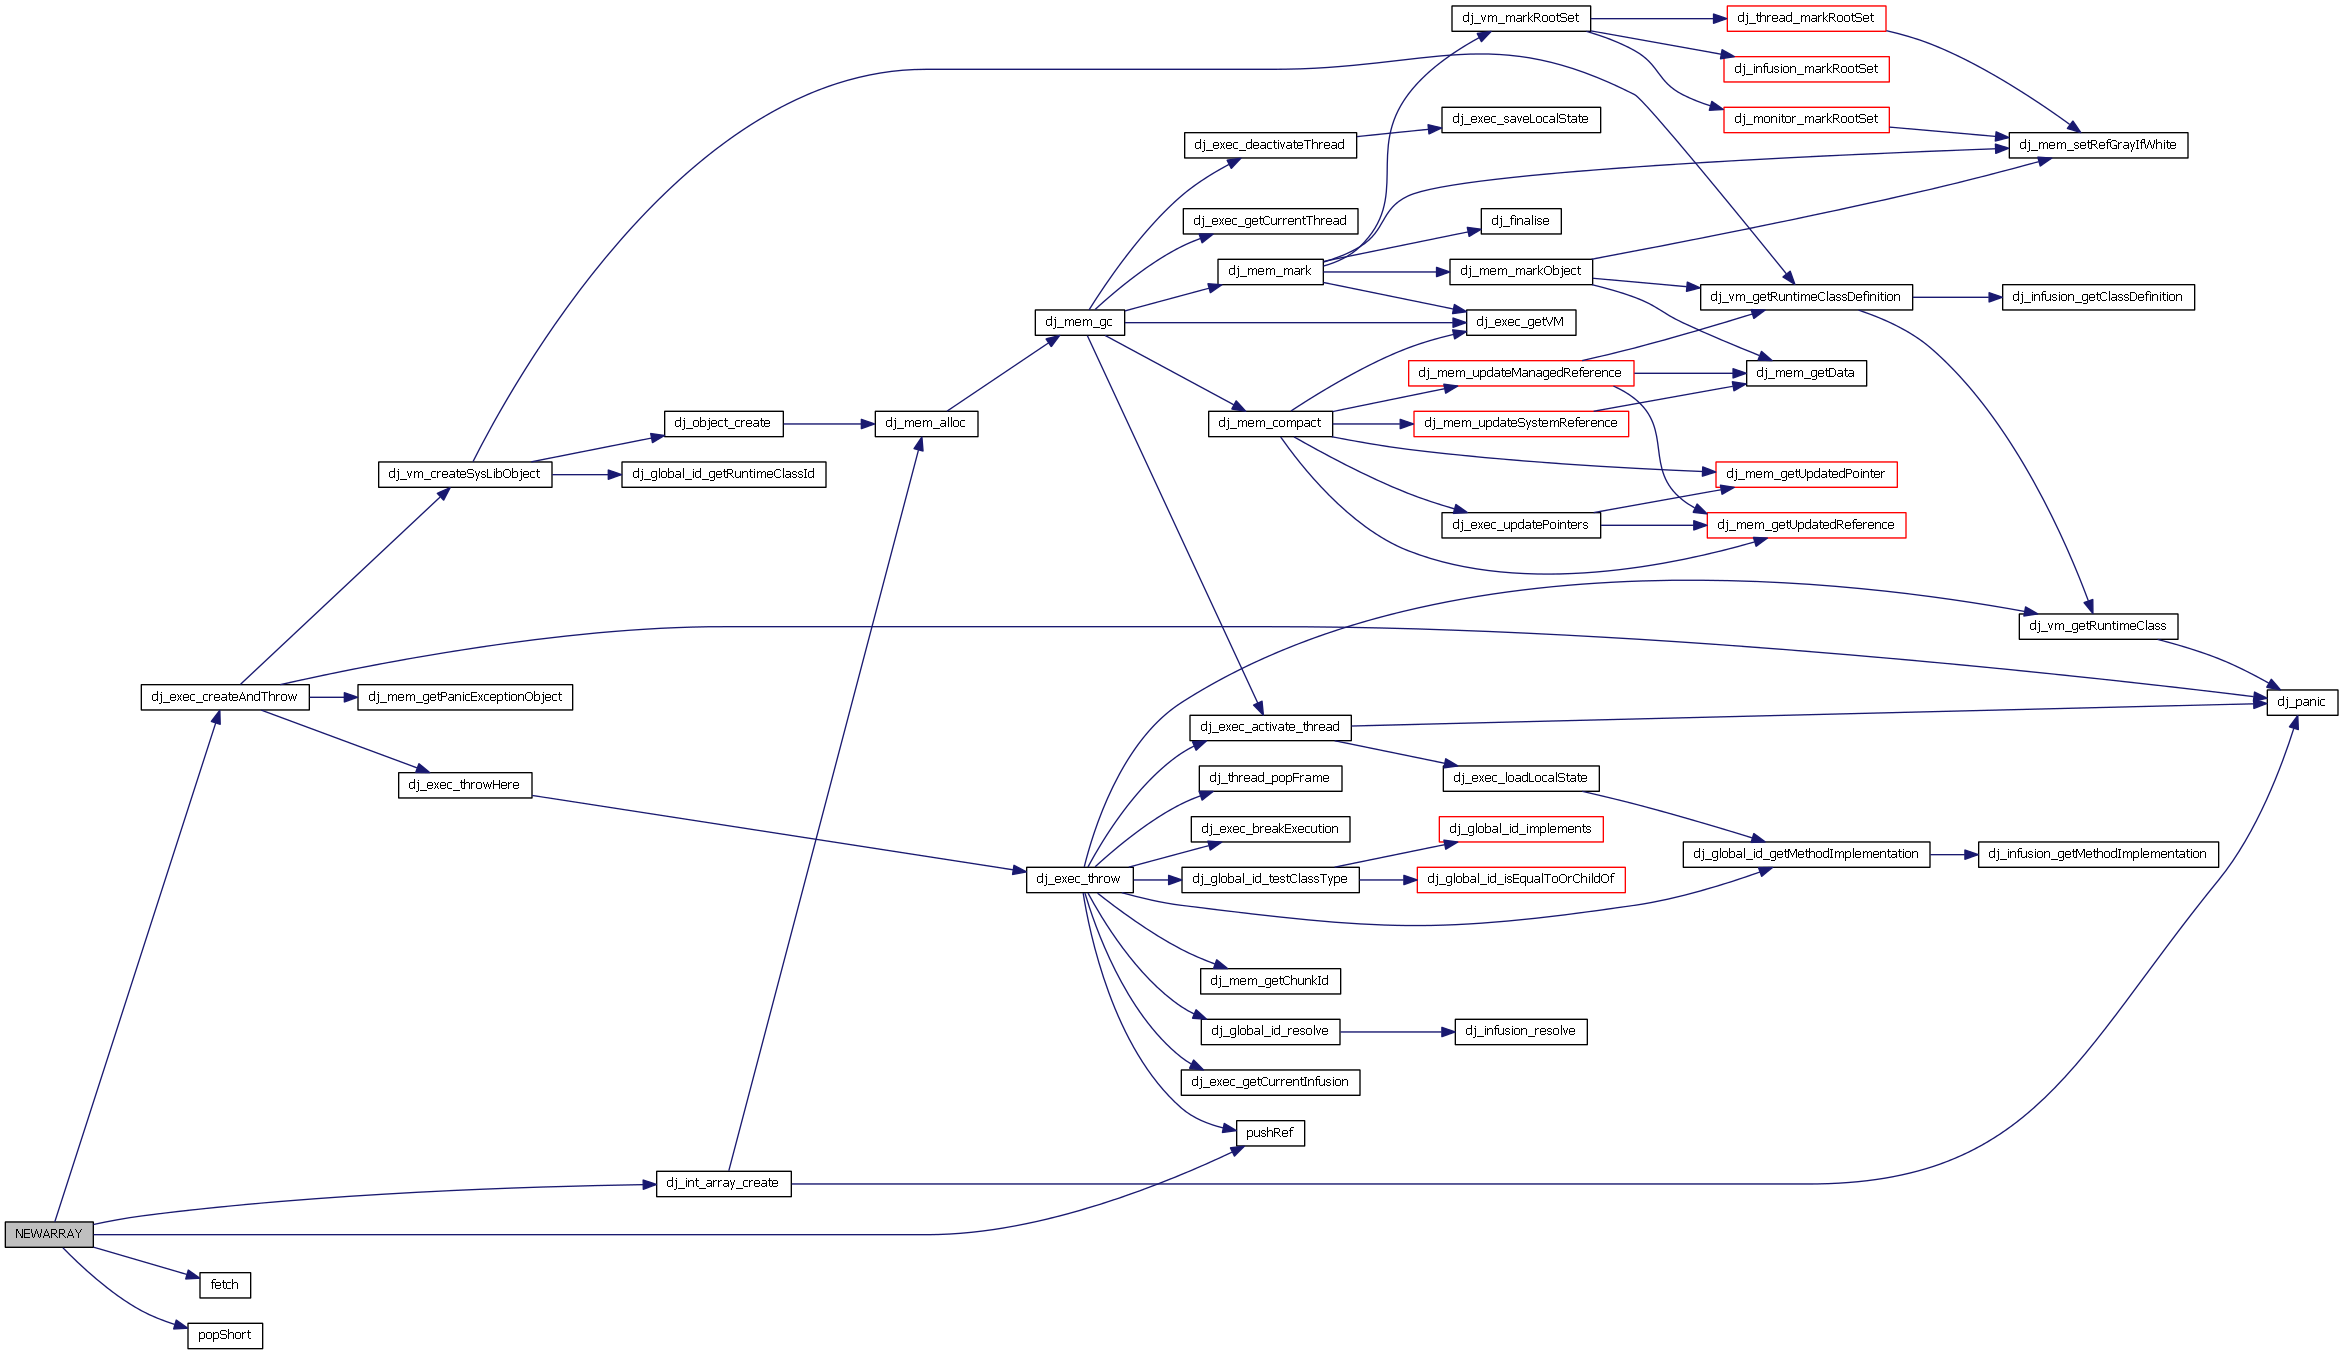 dj_vm_markRootSet
dj_thread_markRootSet
dj_infusion_markRootSet
dj_exec_saveLocalState
dj_monitor_markRootSet
dj_exec_deactivateThread
dj_mem_setRefGrayIfWhite
dj_exec_getCurrentThread
dj_finalise
dj_mem_mark
dj_mem_markObject
dj_vm_getRuntimeClassDefinition
dj_infusion_getClassDefinition
dj_mem_gc
dj_exec_getVM
dj_mem_updateManagedReference
dj_mem_getData
dj_object_create
dj_mem_alloc
dj_mem_compact
dj_mem_updateSystemReference
dj_vm_createSysLibObject
dj_global_id_getRuntimeClassId
dj_mem_getUpdatedPointer
dj_exec_updatePointers
dj_mem_getUpdatedReference
dj_vm_getRuntimeClass
dj_exec_createAndThrow
dj_mem_getPanicExceptionObject
dj_panic
dj_exec_activate_thread
dj_exec_throwHere
dj_thread_popFrame
dj_exec_loadLocalState
dj_exec_breakExecution
dj_global_id_implements
dj_global_id_getMethodImplementation
dj_infusion_getMethodImplementation
dj_exec_throw
dj_global_id_testClassType
dj_global_id_isEqualToOrChildOf
dj_mem_getChunkId
dj_global_id_resolve
dj_infusion_resolve
dj_exec_getCurrentInfusion
pushRef
dj_int_array_create
NEWARRAY
fetch
popShort